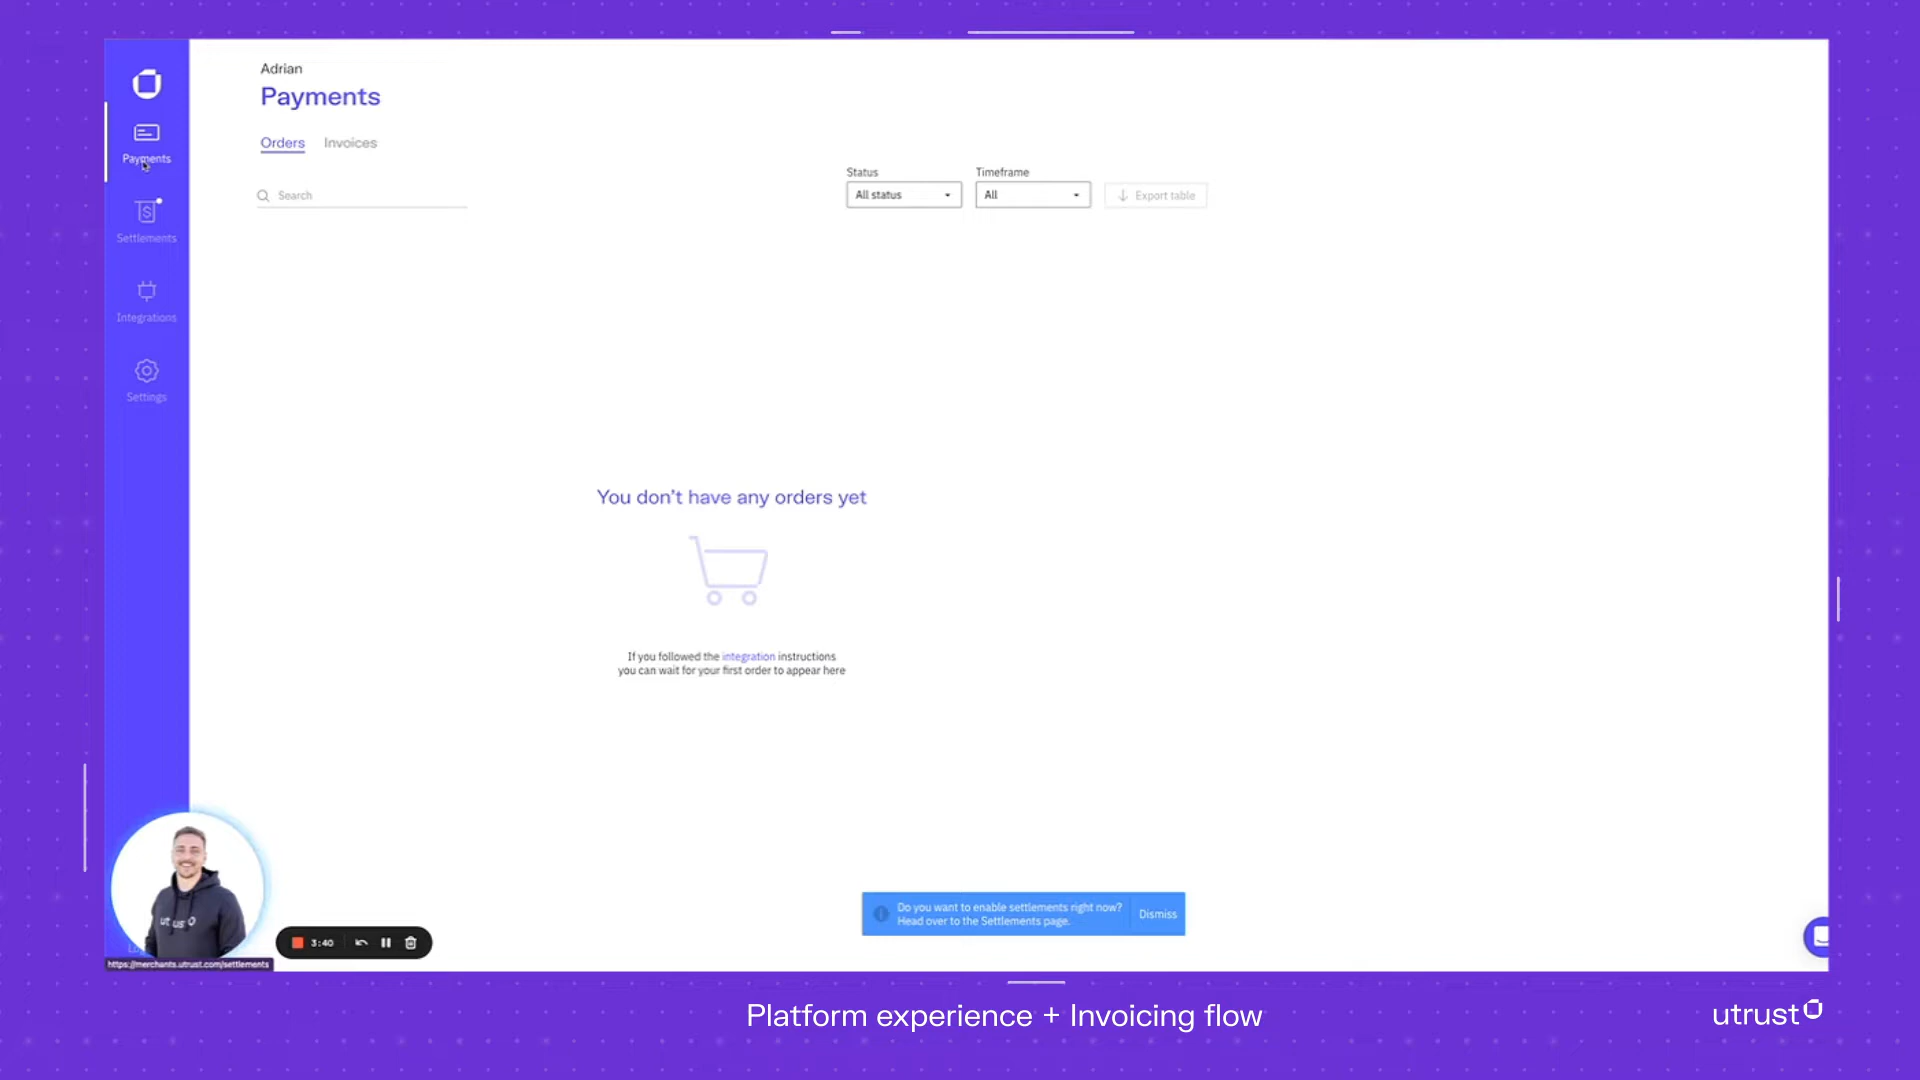 Adrian
Payments
Orders
Invoices
Search
Status
All status
Timeframe
All
Export table
Payments
Settlements
Integrations
Settings
You don't have any orders yet
If you followed the integration instructions
you can wait for your first order to appear here
Do you want to enable settlements right now?
Head over to the Settlements page.
Dismiss
utrust
3:40
https://merchants.utrust.com/settlements
Platform experience + Invoicing flow
utrust